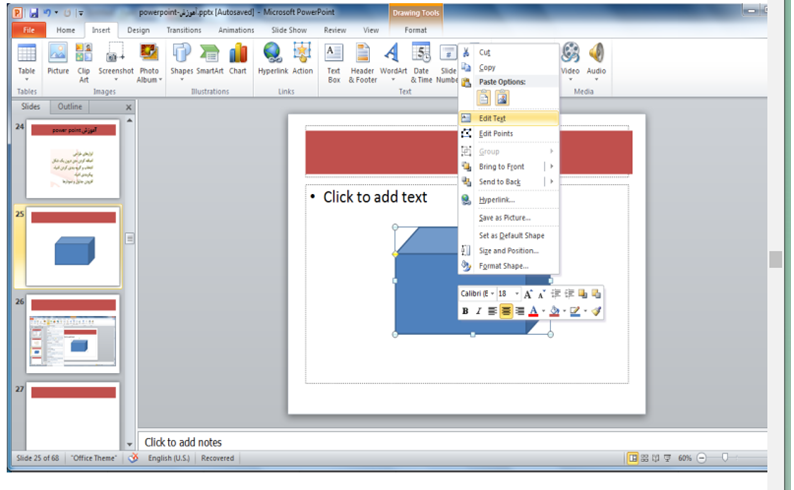 powerpoint-آموزش.pptx [Autosaved] - Microsoft PowerPoint
Drawing Tools
File Home Insert Design Transitions Animations Slide Show Review View Format
Table Picture Clip Art Screenshot Photo Album Shapes SmartArt Chart Hyperlink Action Text Box Header & Footer WordArt Date & Time Slide Number Video Audio
Tables Images Illustrations Links Text Media
Slides Outline
24
power point آموزش
25
26
27
• Click to add text
Cut
Copy
Paste Options:
Edit Text
Edit Points
Group
Bring to Front
Send to Back
Hyperlink...
Save as Picture...
Set as Default Shape
Size and Position...
Format Shape...
Calibri (E 18 A A
B I A
Click to add notes
Slide 25 of 68 "Office Theme" English (U.S.) Recovered 60%